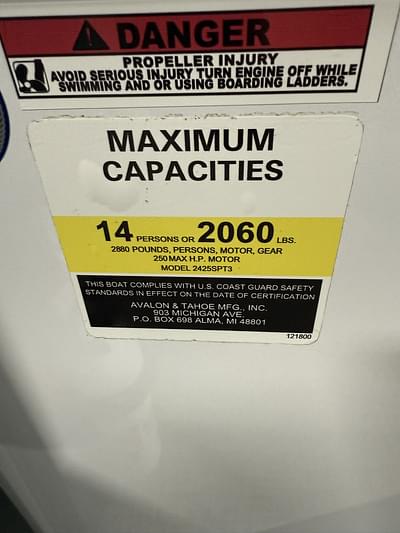 DANGER
PROPELLER INJURY
AVOID SERIOUS INJURY TURN ENGINE OFF WHILE
SWIMMING AND OR USING BOARDING LADDERS.
MAXIMUM
CAPACITIES
14 PERSONS OR 2060 LBS.
2880 POUNDS, PERSONS, MOTOR, GEAR
250 MAX H.P. MOTOR
MODEL 2425SPT3
THIS BOAT COMPLIES WITH U.S. COAST GUARD SAFETY
STANDARDS IN EFFECT ON THE DATE OF CERTIFICATION
AVALON & TAHOE MFG., INC.
903 MICHIGAN AVE.
P.O. BOX 698 ALMA, MI 48801
121800